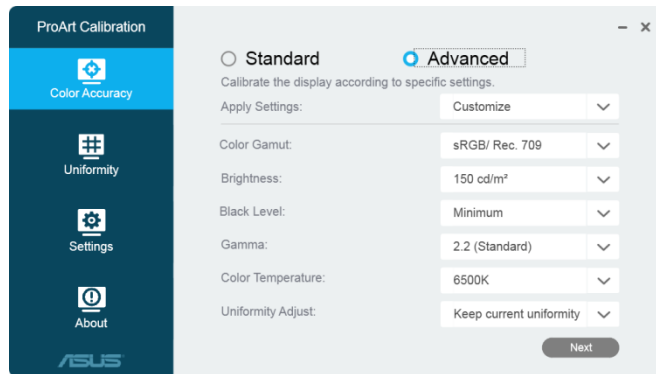 ProArt Calibration
Color Accuracy
Uniformity
Settings
About
ASUS
Standard Advanced
Calibrate the display according to specific settings.
Apply Settings: Customize
Color Gamut: sRGB/ Rec. 709
Brightness: 150 cd/m²
Black Level: Minimum
Gamma: 2.2 (Standard)
Color Temperature: 6500K
Uniformity Adjust: Keep current uniformity
Next